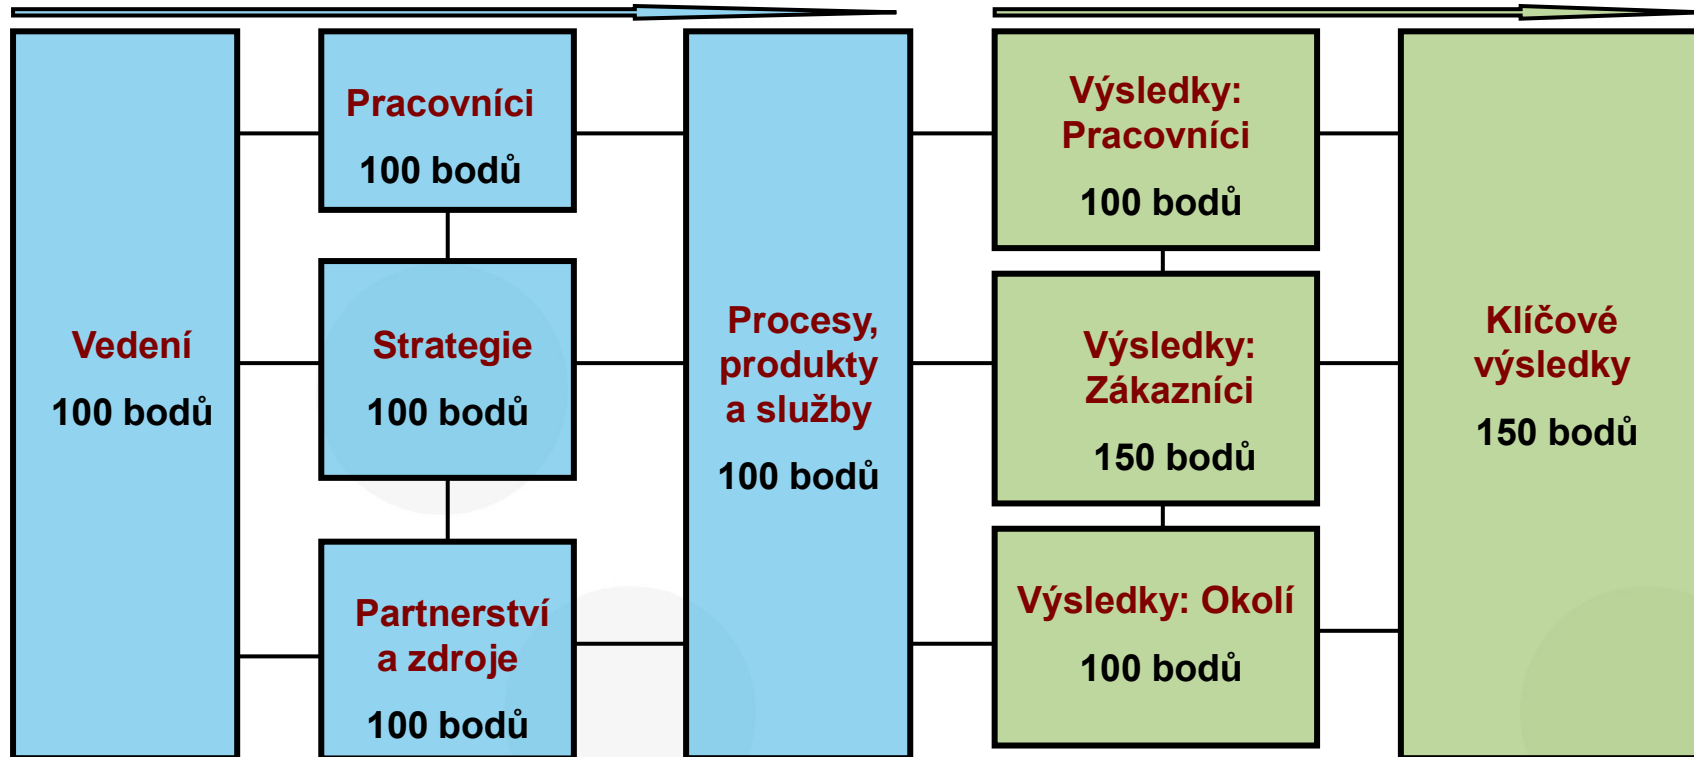 Vedení
100 bodů
Pracovníci
100 bodů
Strategie
100 bodů
Partnerství
a zdroje
100 bodů
Procesy,
produkty
a služby
100 bodů
Výsledky:
Pracovníci
100 bodů
Výsledky:
Zákazníci
150 bodů
Výsledky: Okolí
100 bodů
Klíčové
výsledky
150 bodů